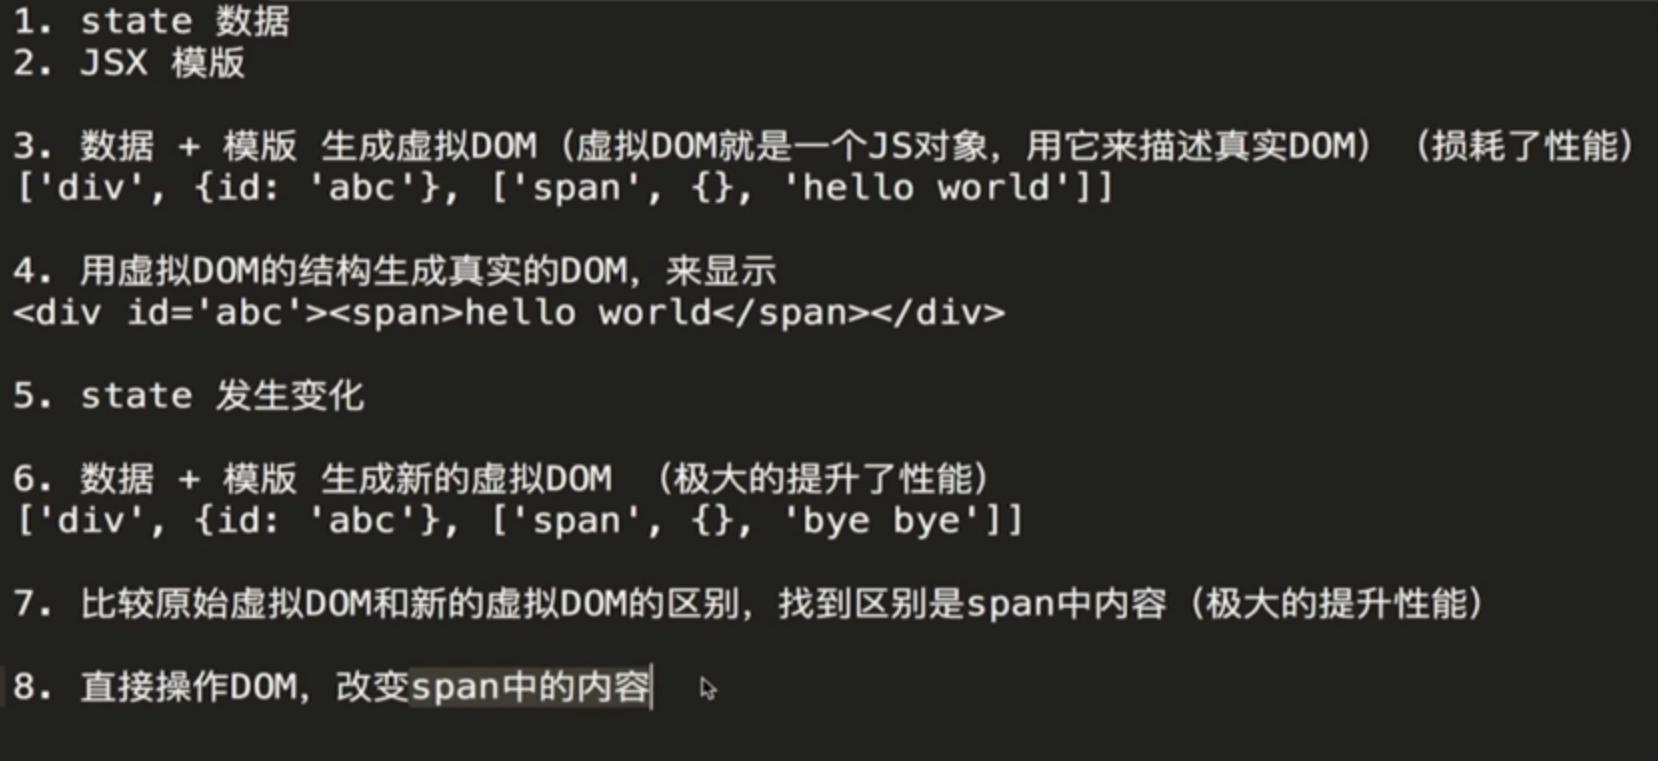 1. state 数据
2. JSX 模版
3. 数据 + 模版 生成虚拟DOM（虚拟DOM就是一个JS对象，用它来描述真实DOM）（损耗了性能）
['div', {id: 'abc'}, ['span', {}, 'hello world']]
4. 用虚拟DOM的结构生成真实的DOM，来显示
<div id='abc'><span>hello world</span></div>
5. state 发生变化
6. 数据 + 模版 生成新的虚拟DOM （极大的提升了性能）
['div', {id: 'abc'}, ['span', {}, 'bye bye']]
7. 比较原始虚拟DOM和新的虚拟DOM的区别，找到区别是span中内容（极大的提升性能）
8. 直接操作DOM，改变span中的内容